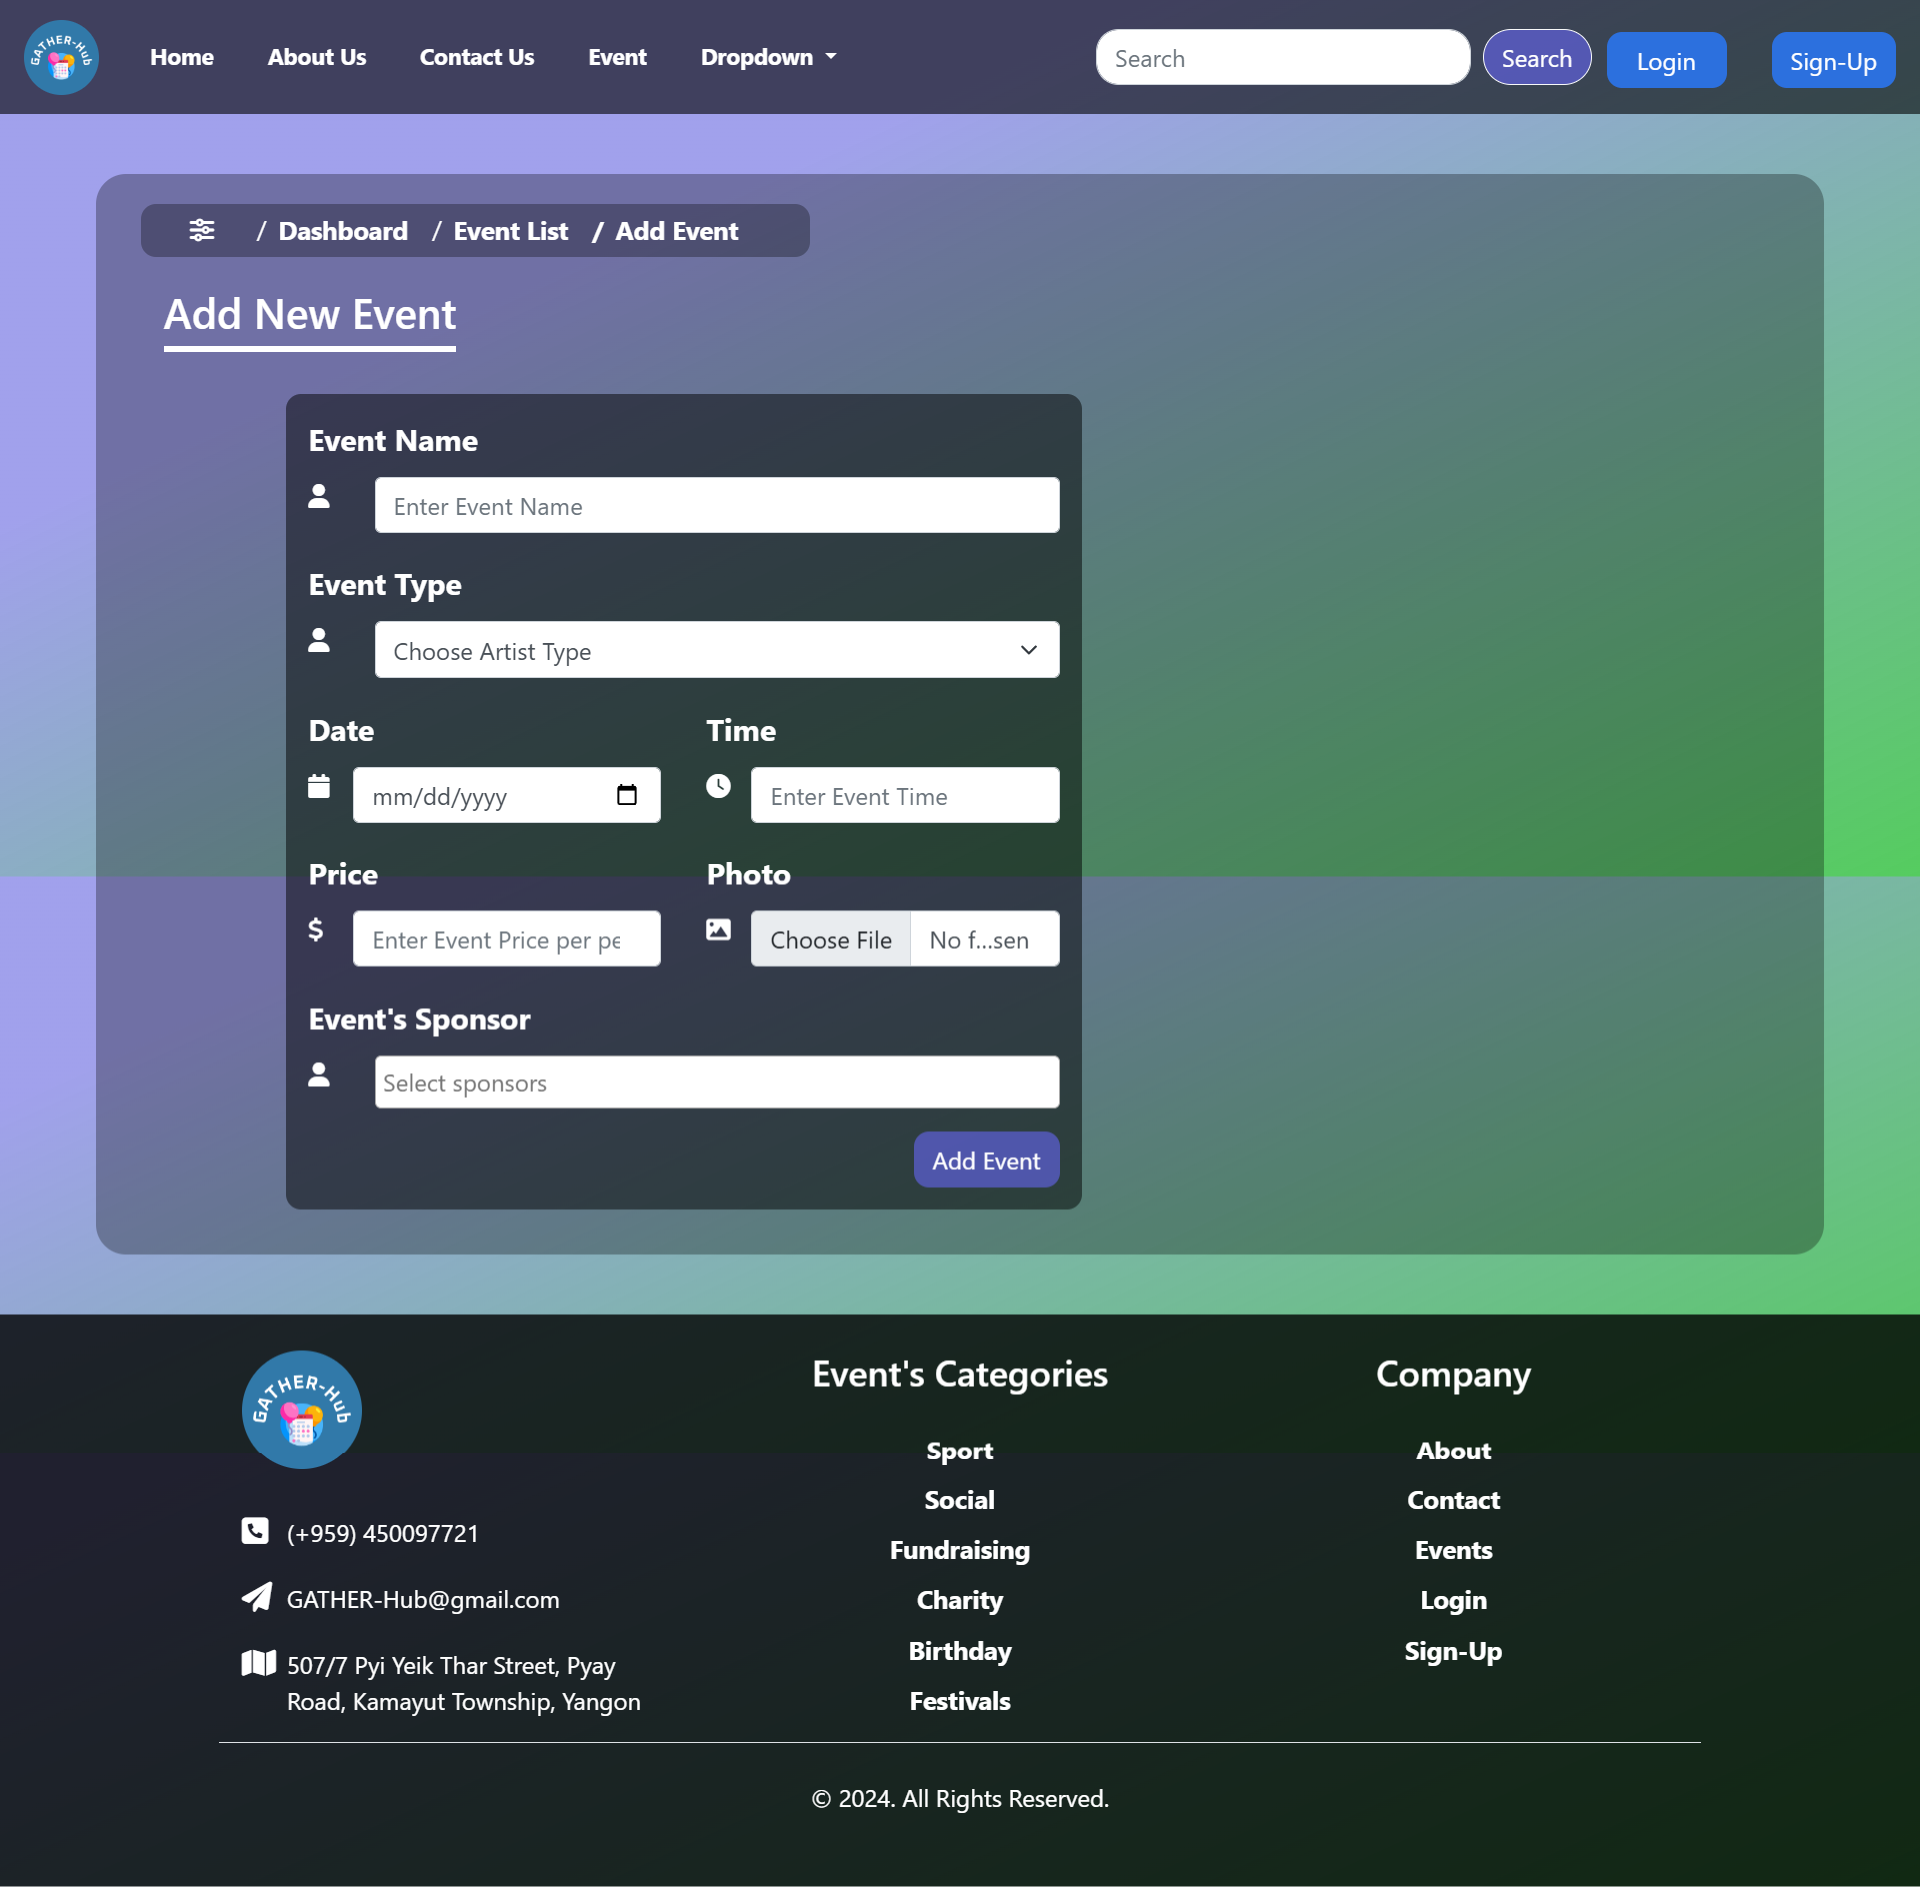 GATHER-Hub
Home About Us Contact Us Event Dropdown Search Search Login Sign-Up
/ Dashboard / Event List / Add Event
Add New Event
Event Name
Enter Event Name
Event Type
Choose Artist Type
Date Time
mm/dd/yyyy Enter Event Time
Price Photo
$ Enter Event Price per pe Choose File No f...sen
Event's Sponsor
Select sponsors
Add Event
GATHER-Hub
(+959) 450097721
GATHER-Hub@gmail.com
507/7 Pyi Yeik Thar Street, Pyay
Road, Kamayut Township, Yangon
Event's Categories
Sport
Social
Fundraising
Charity
Birthday
Festivals
Company
About
Contact
Events
Login
Sign-Up
© 2024. All Rights Reserved.